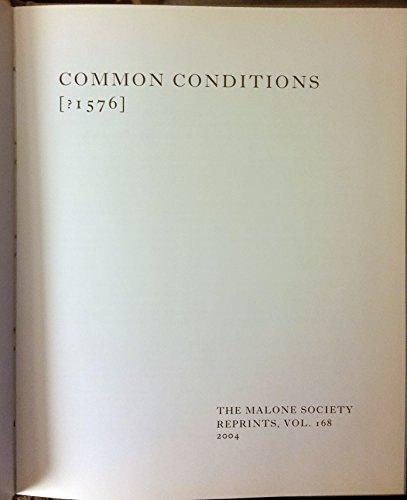 COMMON CONDITIONS
[?1576]
THE MALONE SOCIETY
REPRINTS, VOL. 168
2004